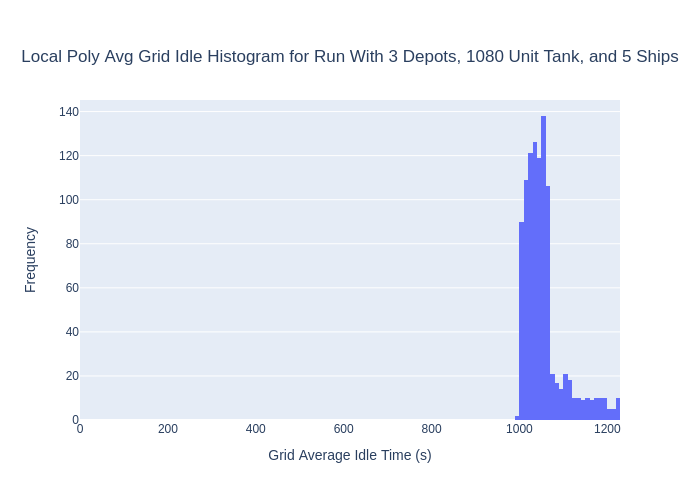 Local Poly Avg Grid Idle Histogram for Run With 3 Depots, 1080 Unit Tank, and 5 Ships
140
120
100
80
60
40
20
0
Frequency
0 200 400 600 800 1000 1200
Grid Average Idle Time (s)